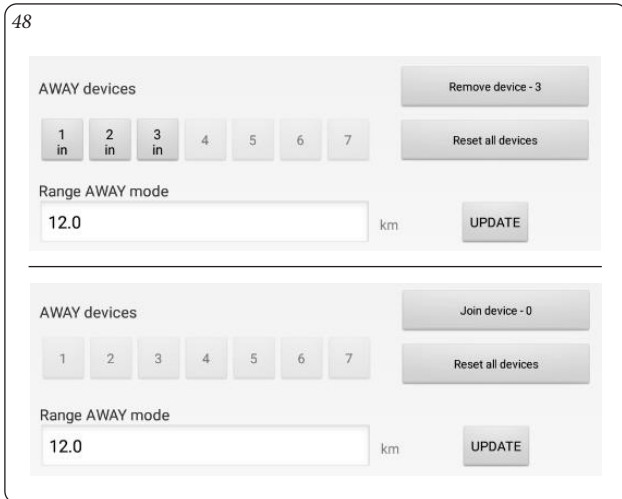 48
AWAY devices
Remove device - 3
1 in
2 in
3 in
4
5
6
7
Reset all devices
Range AWAY mode
12.0
km
UPDATE
AWAY devices
Join device - 0
1
2
3
4
5
6
7
Reset all devices
Range AWAY mode
12.0
km
UPDATE